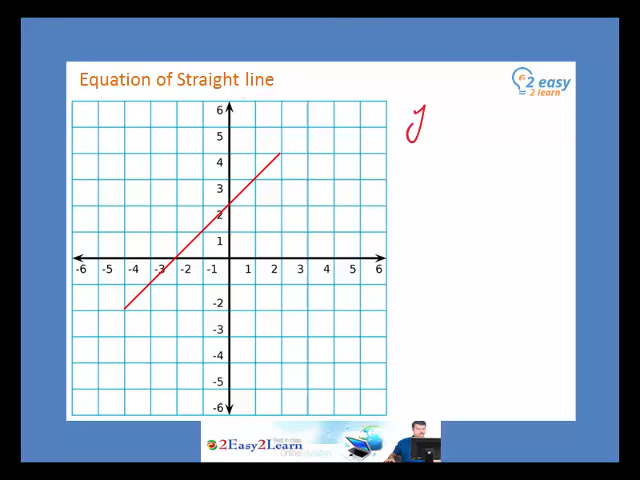 Equation of Straight line
2 easy
2 learn
y
6
5
4
3
2
1
-6 -5 -4 -3 -2 -1 1 2 3 4 5 6
-2
-3
-4
-5
-6
2Easy2Learn